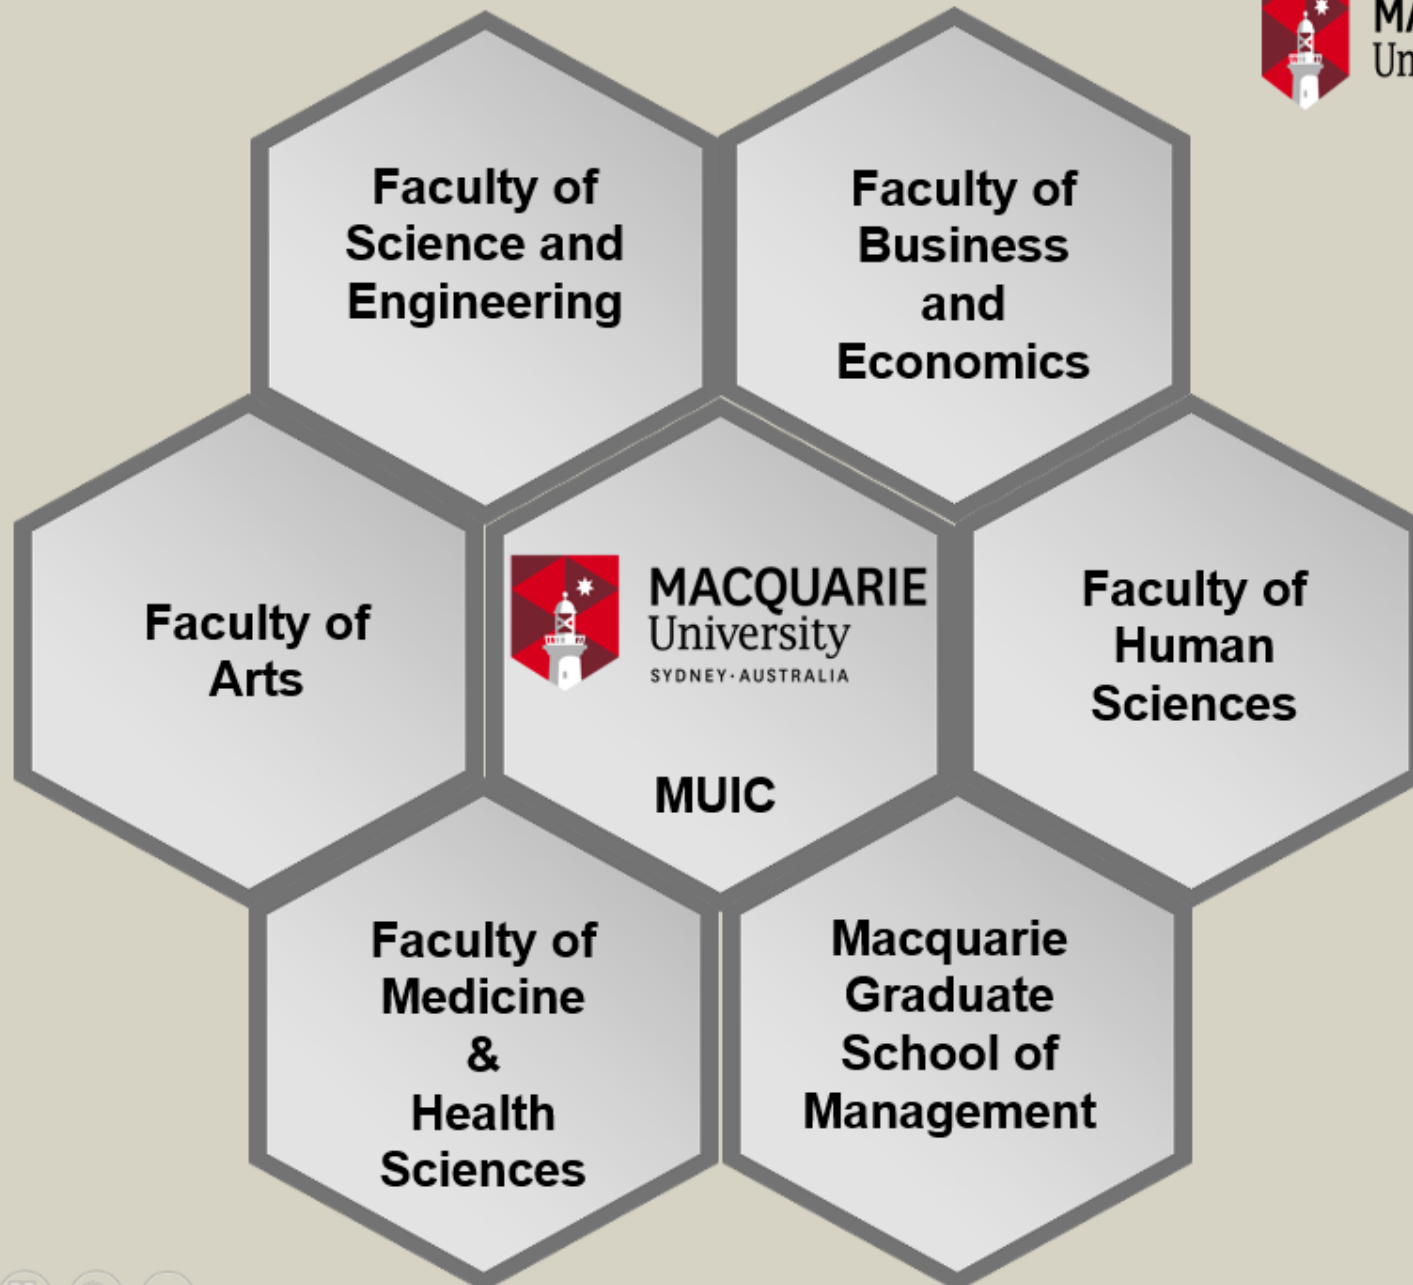 Faculty of
Science and
Engineering
Faculty of
Business
and
Economics
Faculty of
Arts
MACQUARIE
University
SYDNEY·AUSTRALIA
MUIC
Faculty of
Human
Sciences
Faculty of
Medicine
&
Health
Sciences
Macquarie
Graduate
School of
Management